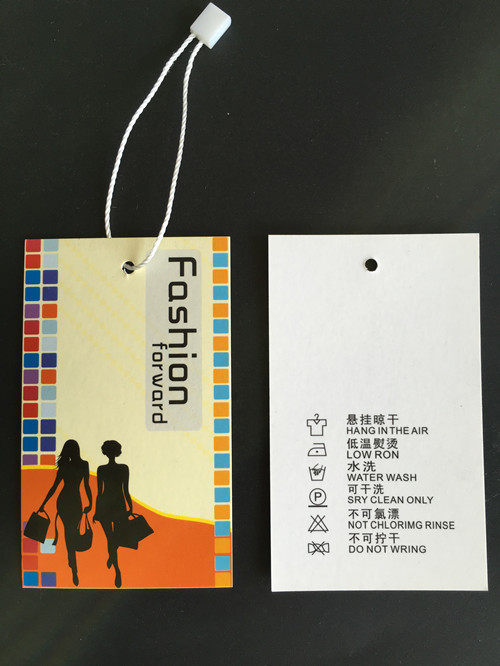 Fashion
forward
悬挂晾干
HANG IN THE AIR
低温熨烫
LOW RON
水洗
WATER WASH
可干洗
SRY CLEAN ONLY
不可氯漂
NOT CHLORIMG RINSE
不可拧干
DO NOT WRING